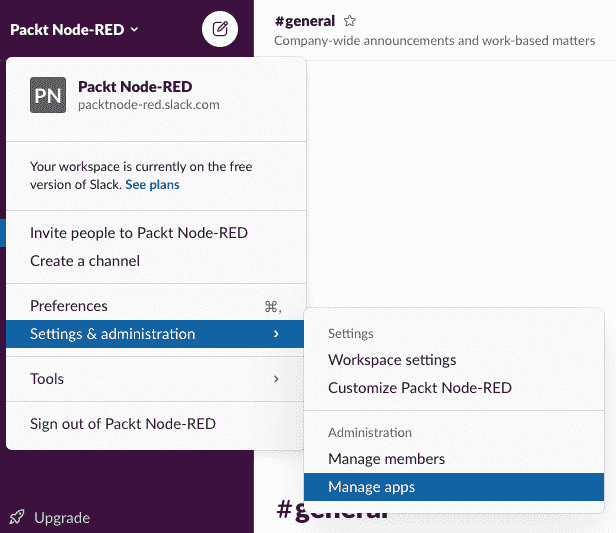 Packt Node-RED
#general
Company-wide announcements and work-based matters
PN
Packt Node-RED
packtnode-red.slack.com
Your workspace is currently on the free
version of Slack. See plans
Invite people to Packt Node-RED
Create a channel
Preferences ⌘,
Settings & administration
Tools
Sign out of Packt Node-RED
Settings
Workspace settings
Customize Packt Node-RED
Administration
Manage members
Manage apps
#general
Upgrade